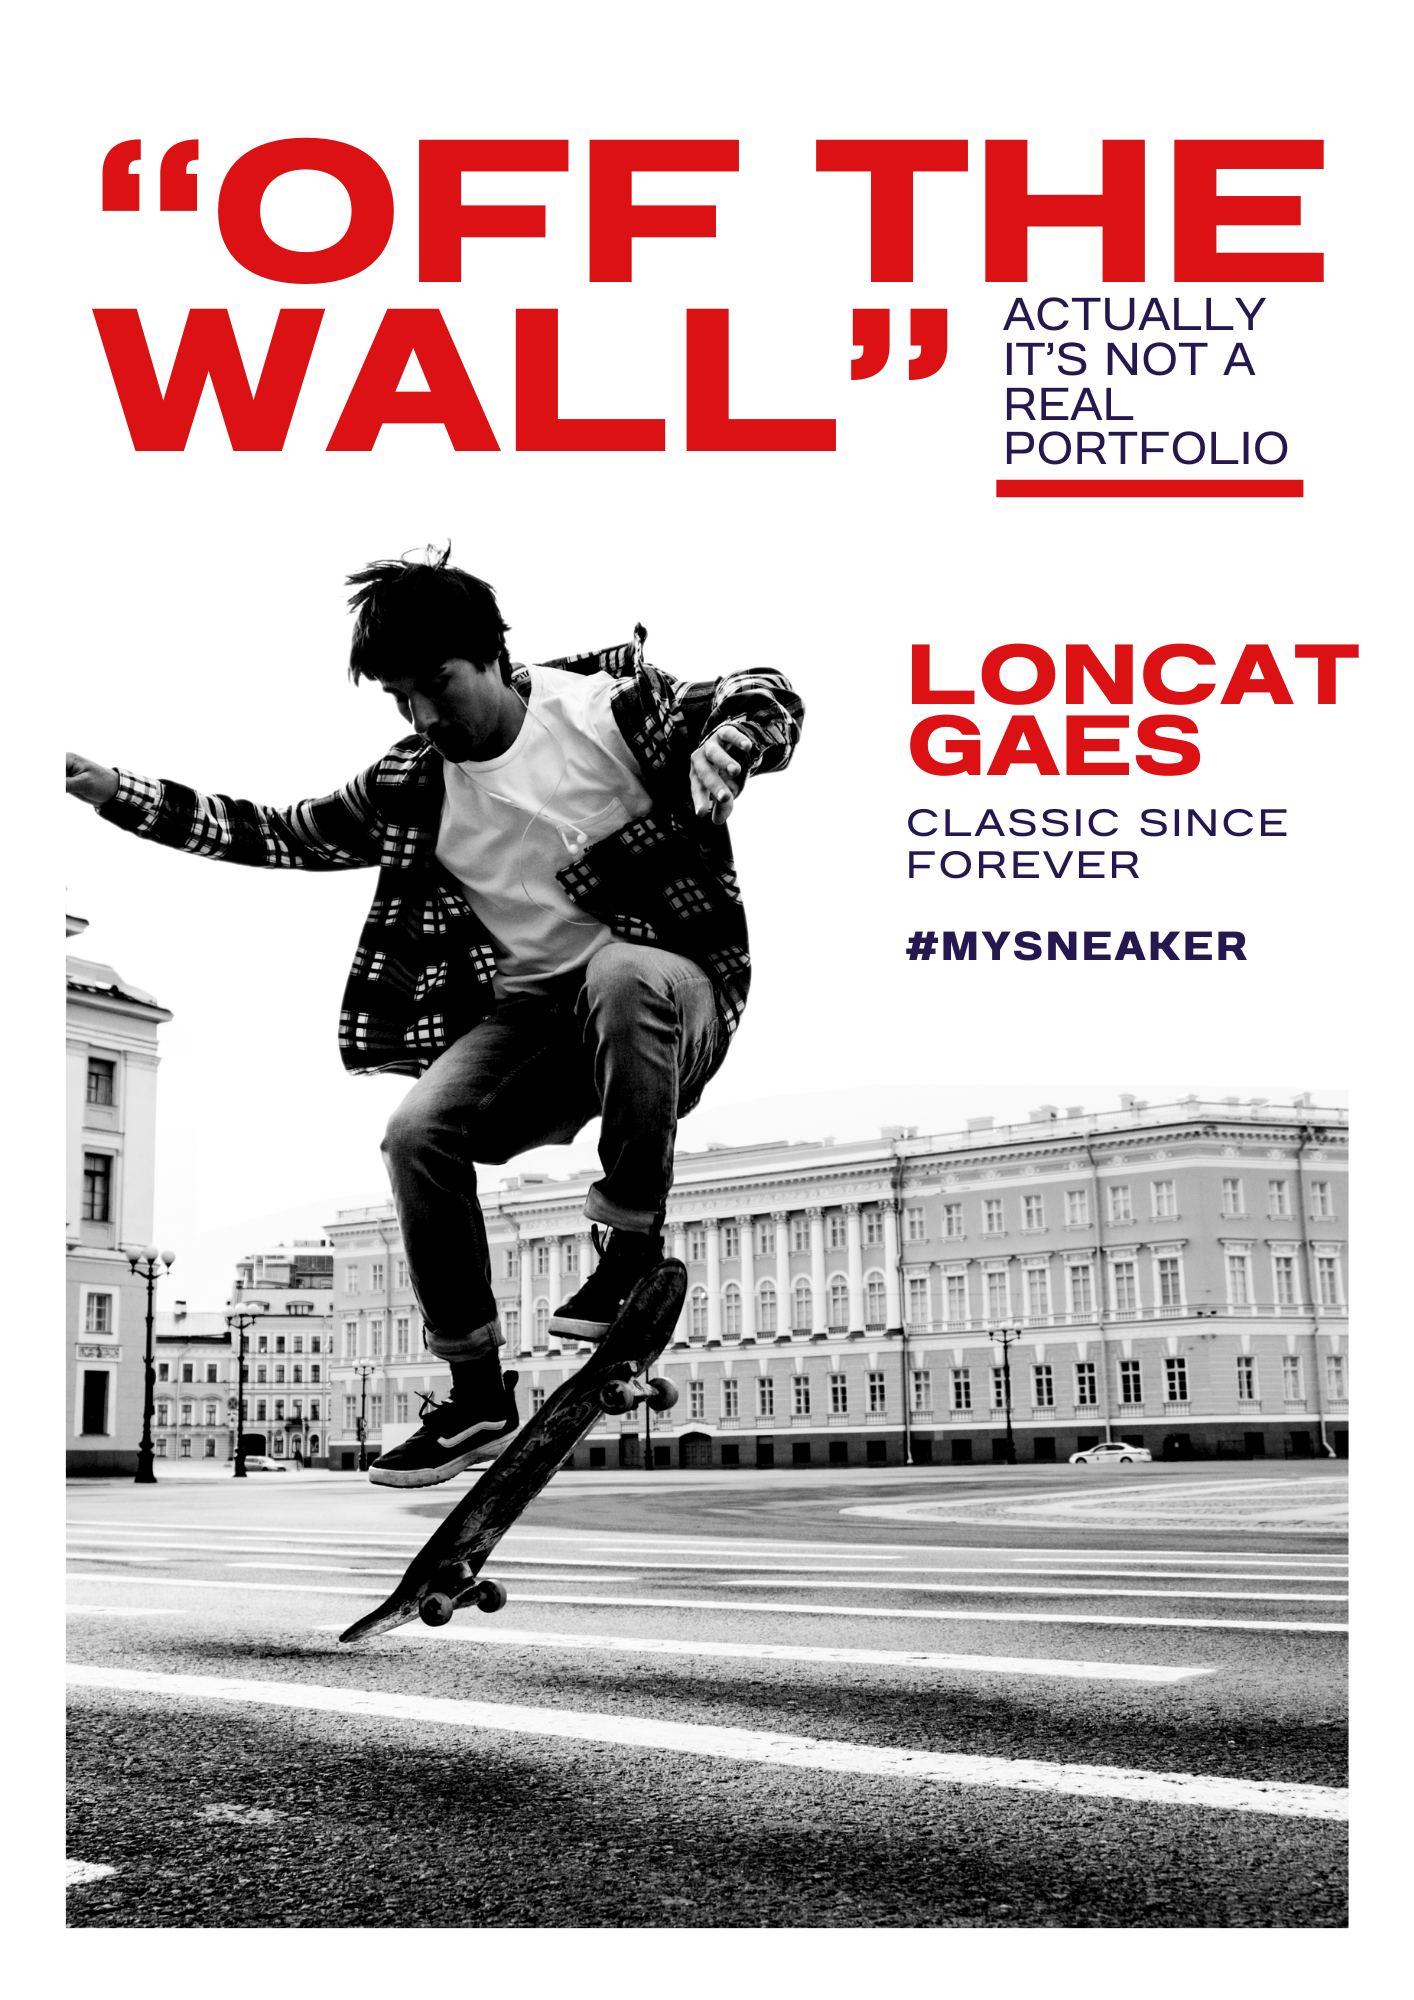 “OFF THE
WALL”
ACTUALLY
IT’S NOT A
REAL
PORTFOLIO
LONCAT
GAES
CLASSIC SINCE
FOREVER
#MYSNEAKER